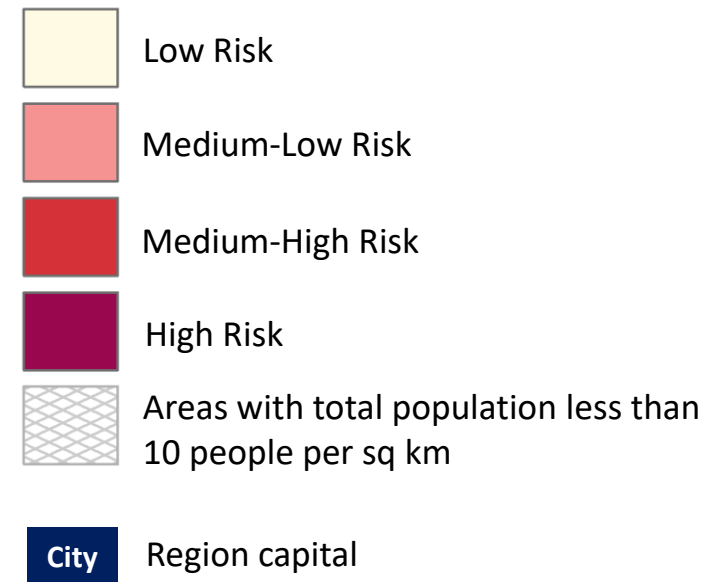 Low Risk
Medium-Low Risk
Medium-High Risk
High Risk
Areas with total population less than
10 people per sq km
City Region capital